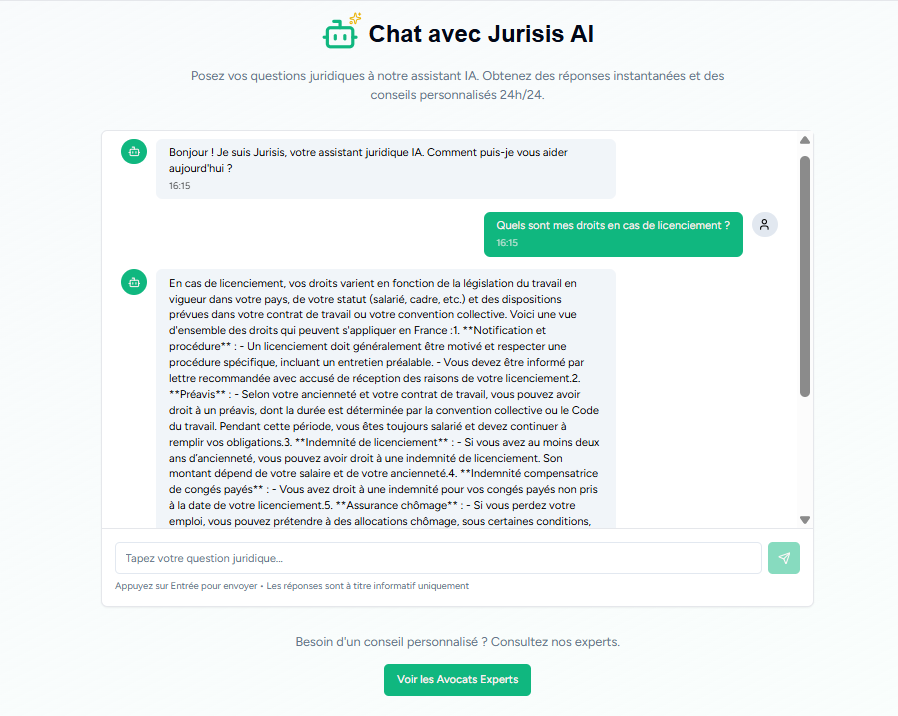 Chat avec Jurisis AI
Posez vos questions juridiques à notre assistant IA. Obtenez des réponses instantanées et des
conseils personnalisés 24h/24.
Bonjour ! Je suis Jurisis, votre assistant juridique IA. Comment puis-je vous aider
aujourd'hui ?
16:15
Quels sont mes droits en cas de licenciement ?
16:15
En cas de licenciement, vos droits varient en fonction de la législation du travail en
vigueur dans votre pays, de votre statut (salarié, cadre, etc.) et des dispositions
prévues dans votre contrat de travail ou votre convention collective. Voici une vue
d'ensemble des droits qui peuvent s'appliquer en France :1. **Notification et
procédure** : - Un licenciement doit généralement être motivé et respecter une
procédure spécifique, incluant un entretien préalable. - Vous devez être informé par
lettre recommandée avec accusé de réception des raisons de votre licenciement.2.
**Préavis** : - Selon votre ancienneté et votre contrat de travail, vous pouvez avoir
droit à un préavis, dont la durée est déterminée par la convention collective ou le Code
du travail. Pendant cette période, vous êtes toujours salarié et devez continuer à
remplir vos obligations.3. **Indemnité de licenciement** : - Si vous avez au moins deux
ans d'ancienneté, vous pouvez avoir droit à une indemnité de licenciement. Son
montant dépend de votre salaire et de votre ancienneté.4. **Indemnité compensatrice
de congés payés** : - Vous avez droit à une indemnité pour vos congés payés non pris
à la date de votre licenciement.5. **Assurance chômage** : - Si vous perdez votre
emploi, vous pouvez prétendre à des allocations chômage, sous certaines conditions,
Tapez votre question juridique...
Appuyez sur Entrée pour envoyer • Les réponses sont à titre informatif uniquement
Besoin d'un conseil personnalisé ? Consultez nos experts.
Voir les Avocats Experts